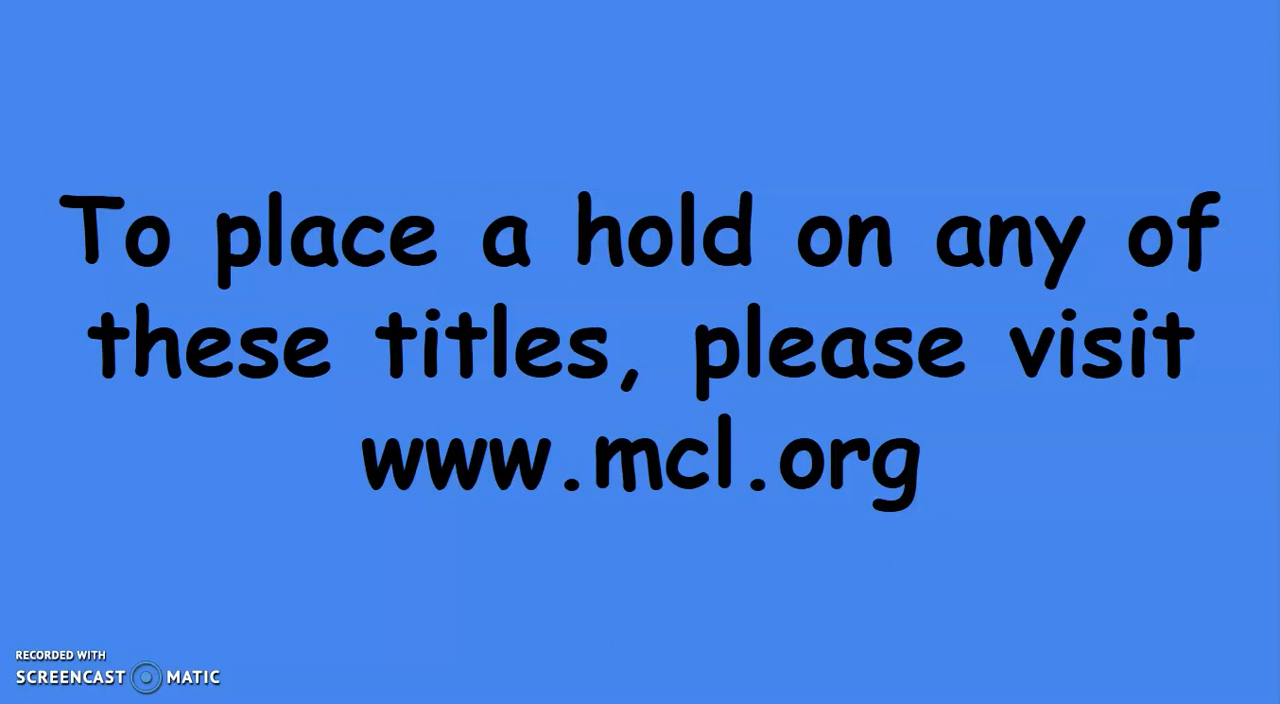 To place a hold on any of
these titles, please visit
www.mcl.org
RECORDED WITH
SCREENCAST MATIC